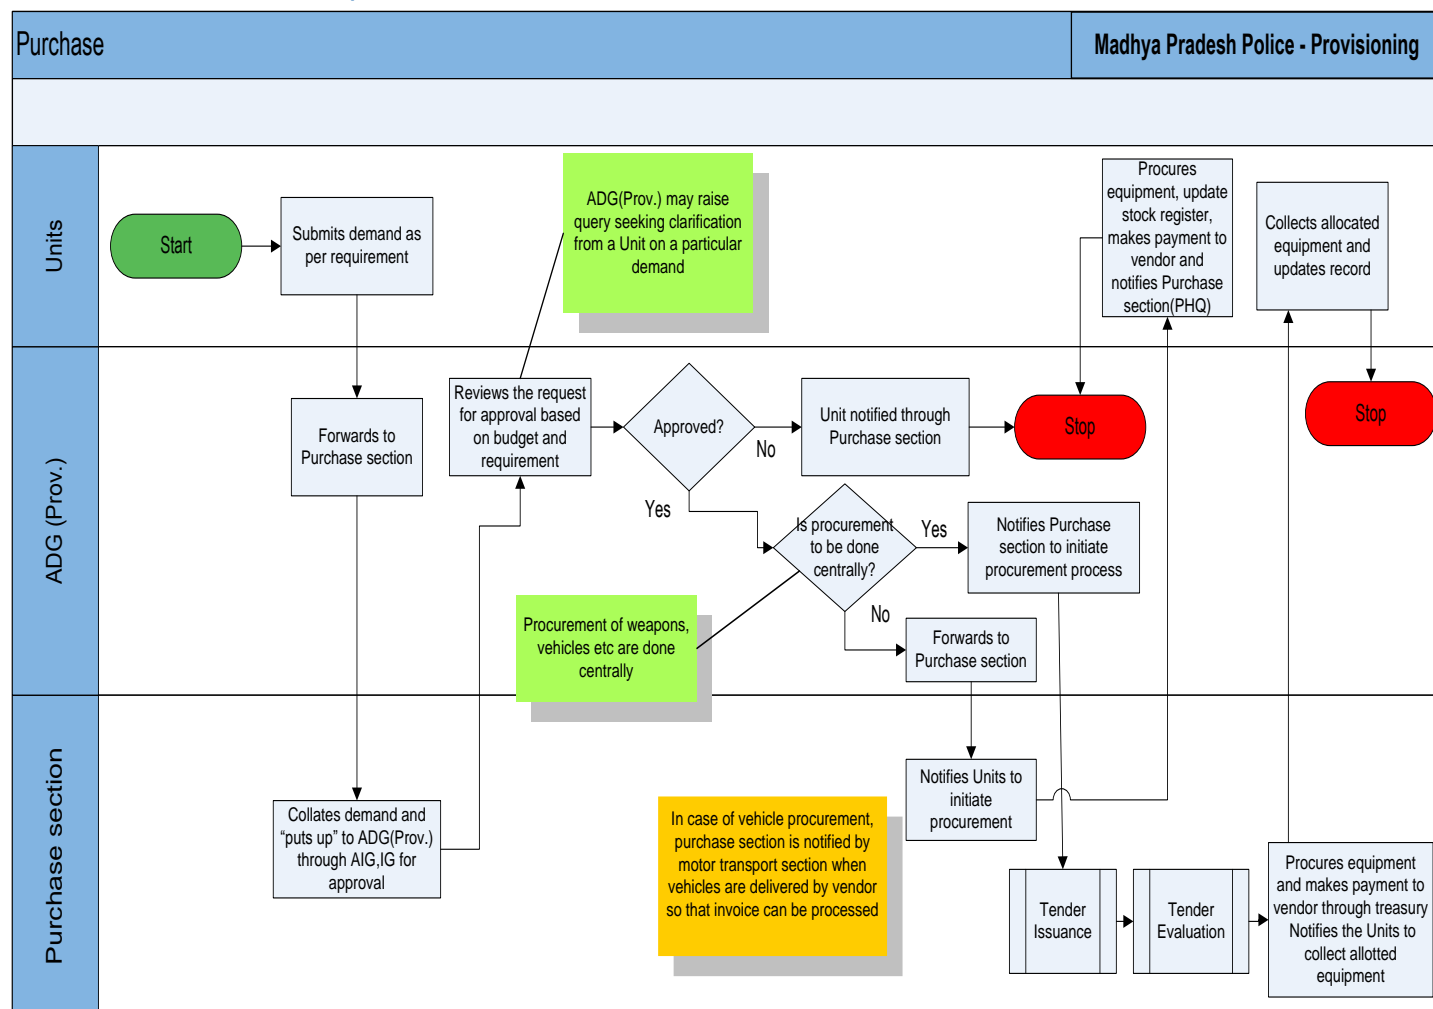 Purchase
Madhya Pradesh Police - Provisioning
Units
Start
Submits demand as
per requirement
ADG(Prov.) may raise
query seeking clarification
from a Unit on a particular
demand
Procures
equipment, update
stock register,
makes payment to
vendor and
notifies Purchase
section(PHQ)
Collects allocated
equipment and
updates record
ADG (Prov.)
Forwards to
Purchase section
Reviews the request
for approval based
on budget and
requirement
Approved?
No
Yes
Unit notified through
Purchase section
Stop
Stop
Is procurement
to be done
centrally?
Yes
No
Notifies Purchase
section to initiate
procurement process
Procurement of weapons,
vehicles etc are done
centrally
Forwards to
Purchase section
Purchase section
Collates demand and
“puts up” to ADG(Prov.)
through AIG,IG for
approval
In case of vehicle procurement,
purchase section is notified by
motor transport section when
vehicles are delivered by vendor
so that invoice can be processed
Notifies Units to
initiate
procurement
Tender
Issuance
Tender
Evaluation
Procures equipment
and makes payment to
vendor through treasury
Notifies the Units to
collect allotted
equipment